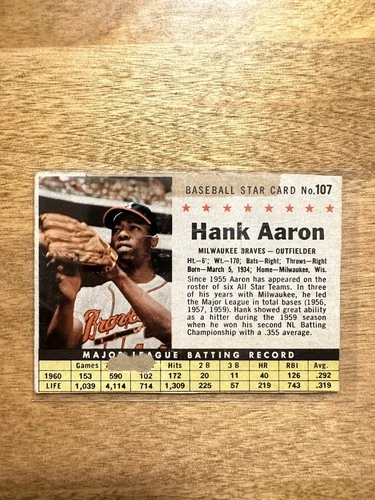 BASEBALL STAR CARD No. 107
Hank Aaron
MILWAUKEE BRAVES — OUTFIELDER
Ht.—6'; Wt.—170; Bats—Right; Throws—Right
Born—March 5, 1934; Home—Milwaukee, Wis.
Since 1955 Aaron has appeared on the
roster of six All Star Teams. In three
of his years with Milwaukee, he led
the Major League in total bases (1956,
1957, 1959). Hank showed great ability
as a hitter during the 1959 season
when he won his second NL Batting
Championship with a .355 average.
Braves
MAJOR LEAGUE BATTING RECORD
Games Hits 2 B 3 B HR RBI Avg.
1960 153 590 102 172 20 11 40 126 .292
LIFE 1,039 4,114 714 1,309 225 57 219 743 .319